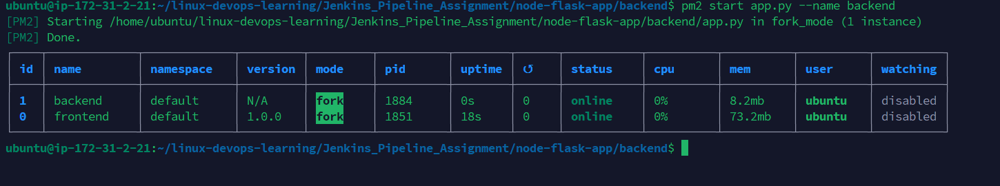 ubuntu@ip-172-31-2-21:~/linux-devops-learning/Jenkins_Pipeline_Assignment/node-flask-app/backend$ pm2 start app.py --name backend
[PM2] Starting /home/ubuntu/linux-devops-learning/Jenkins_Pipeline_Assignment/node-flask-app/backend/app.py in fork_mode (1 instance)
[PM2] Done.
id name namespace version mode pid uptime ↺ status cpu mem user watching
1 backend default N/A fork 1884 0s 0 online 0% 8.2mb ubuntu disabled
0 frontend default 1.0.0 fork 1851 18s 0 online 0% 73.2mb ubuntu disabled
ubuntu@ip-172-31-2-21:~/linux-devops-learning/Jenkins_Pipeline_Assignment/node-flask-app/backend$